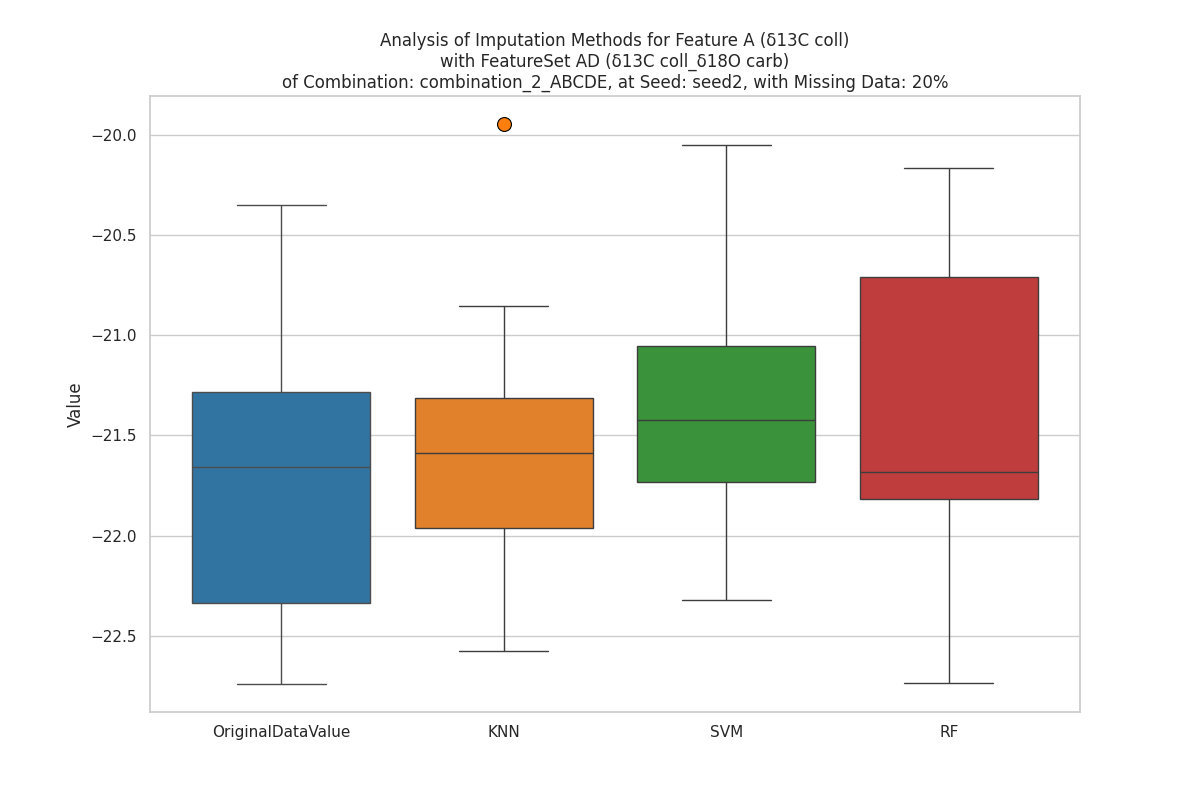 Analysis of Imputation Methods for Feature A (δ13C coll)
with FeatureSet AD (δ13C coll_δ18O carb)
of Combination: combination_2_ABCDE, at Seed: seed2, with Missing Data: 20%
−20.0
−20.5
−21.0
−21.5
−22.0
−22.5
Value
OriginalDataValue KNN SVM RF